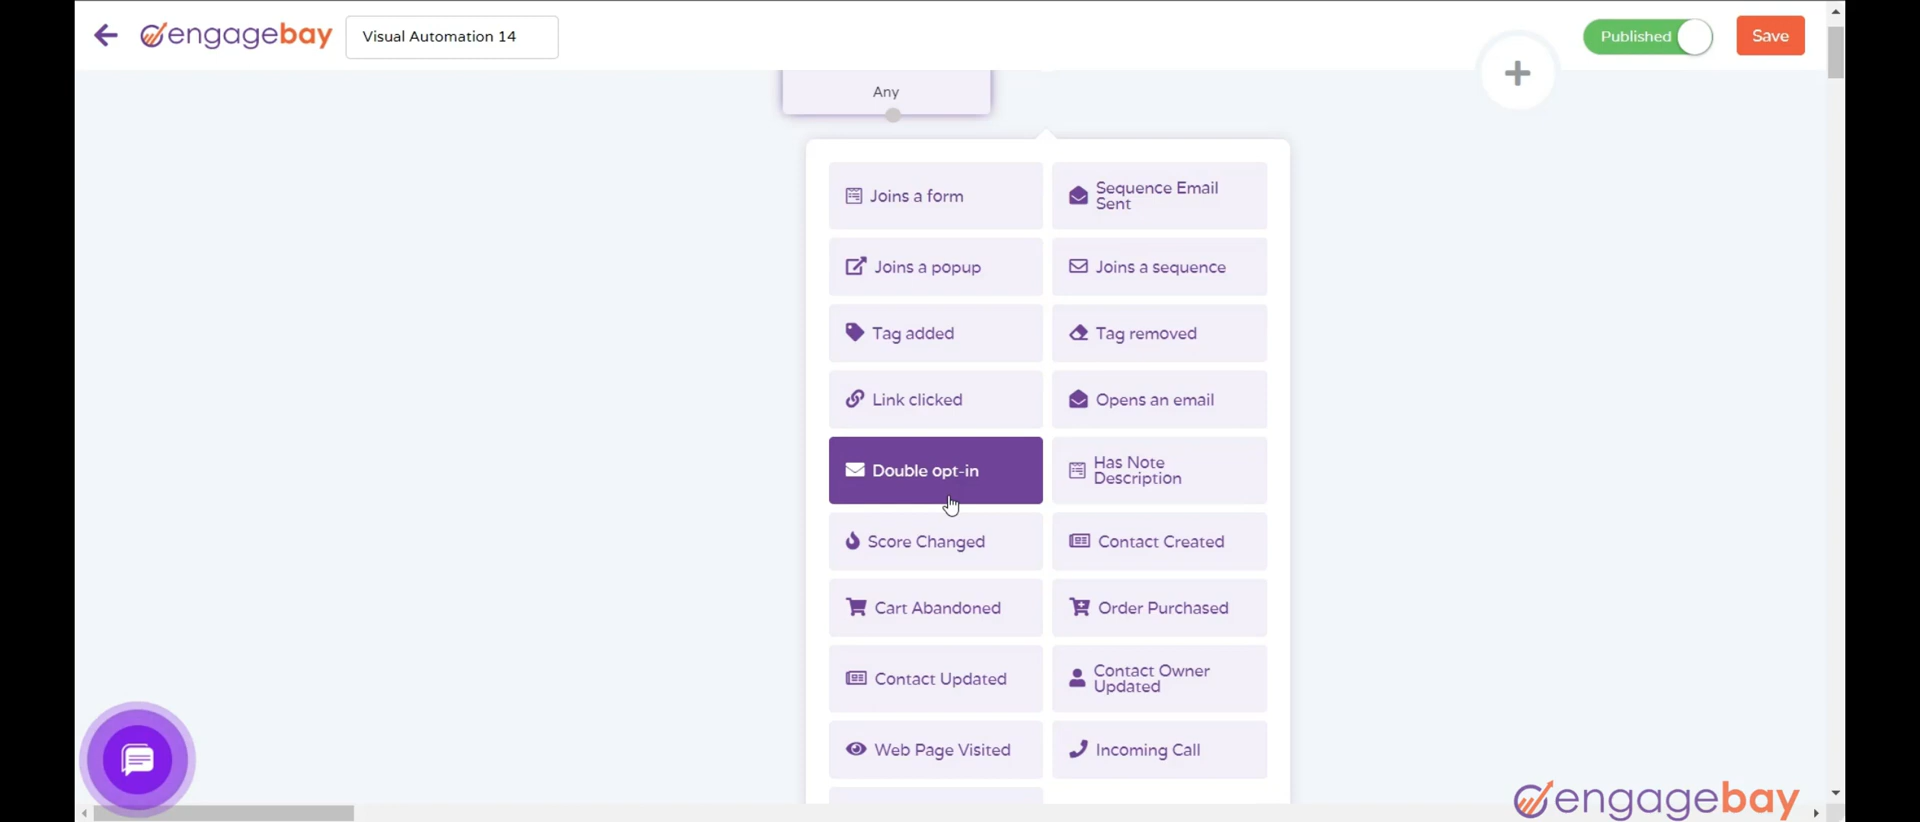 engagebay
Visual Automation 14
Published
Save
Any
Joins a form
Sequence Email
Sent
Joins a popup
Joins a sequence
Tag added
Tag removed
Link clicked
Opens an email
Double opt-in
Has Note
Description
Score Changed
Contact Created
Cart Abandoned
Order Purchased
Contact Updated
Contact Owner
Updated
Web Page Visited
Incoming Call
engagebay